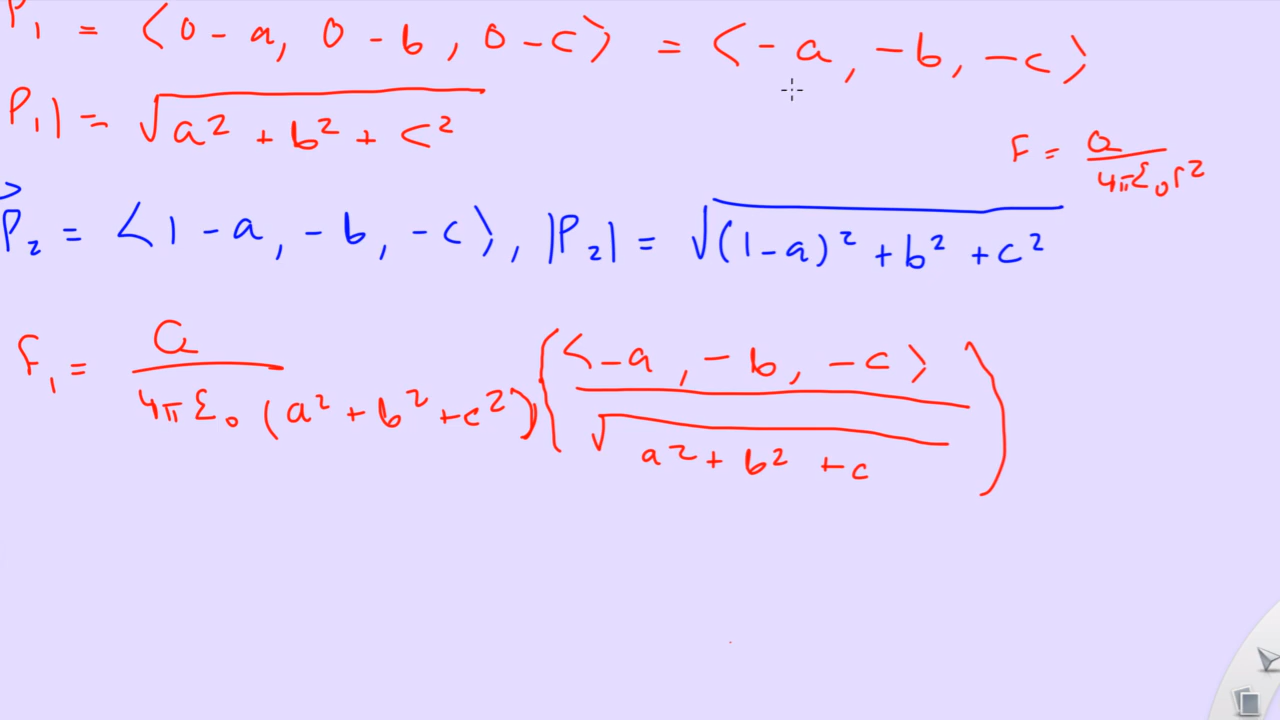 P₁ = ⟨0 - a, 0 - b, 0 - c⟩ = ⟨-a, -b, -c⟩
P₁| = √(a² + b² + c²)
F = Q / 4πε₀r²
P⃗₂ = ⟨1 - a, -b, -c⟩, |P₂| = √((1-a)² + b² + c²)
F₁ = Q / 4πε₀(a² + b² + c²) (⟨-a, -b, -c⟩ / √(a² + b² + c))